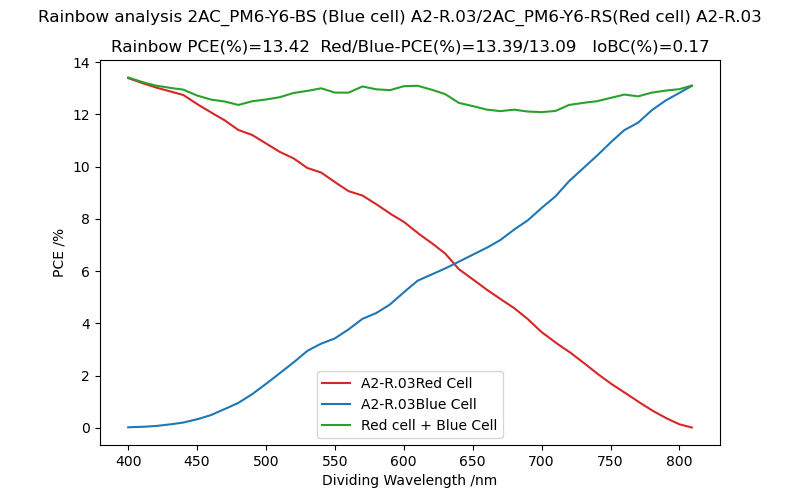 Rainbow analysis 2AC_PM6-Y6-BS (Blue cell) A2-R.03/2AC_PM6-Y6-RS(Red cell) A2-R.03
Rainbow PCE(%)=13.42  Red/Blue-PCE(%)=13.39/13.09   IoBC(%)=0.17
14
12
10
8
6
4
2
0
PCE /%
A2-R.03Red Cell
A2-R.03Blue Cell
Red cell + Blue Cell
400 450 500 550 600 650 700 750 800
Dividing Wavelength /nm